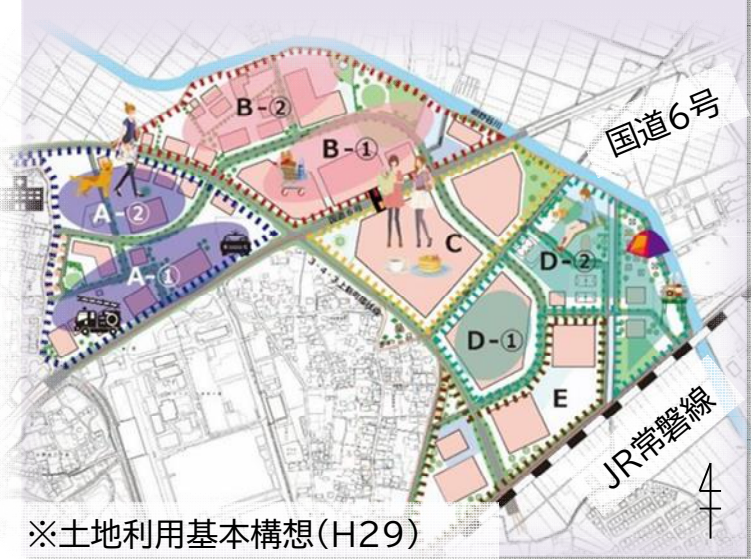 B-②
B-①
国道6号
A-②
A-①
C
D-②
D-①
E
JR常磐線
※土地利用基本構想(H29)